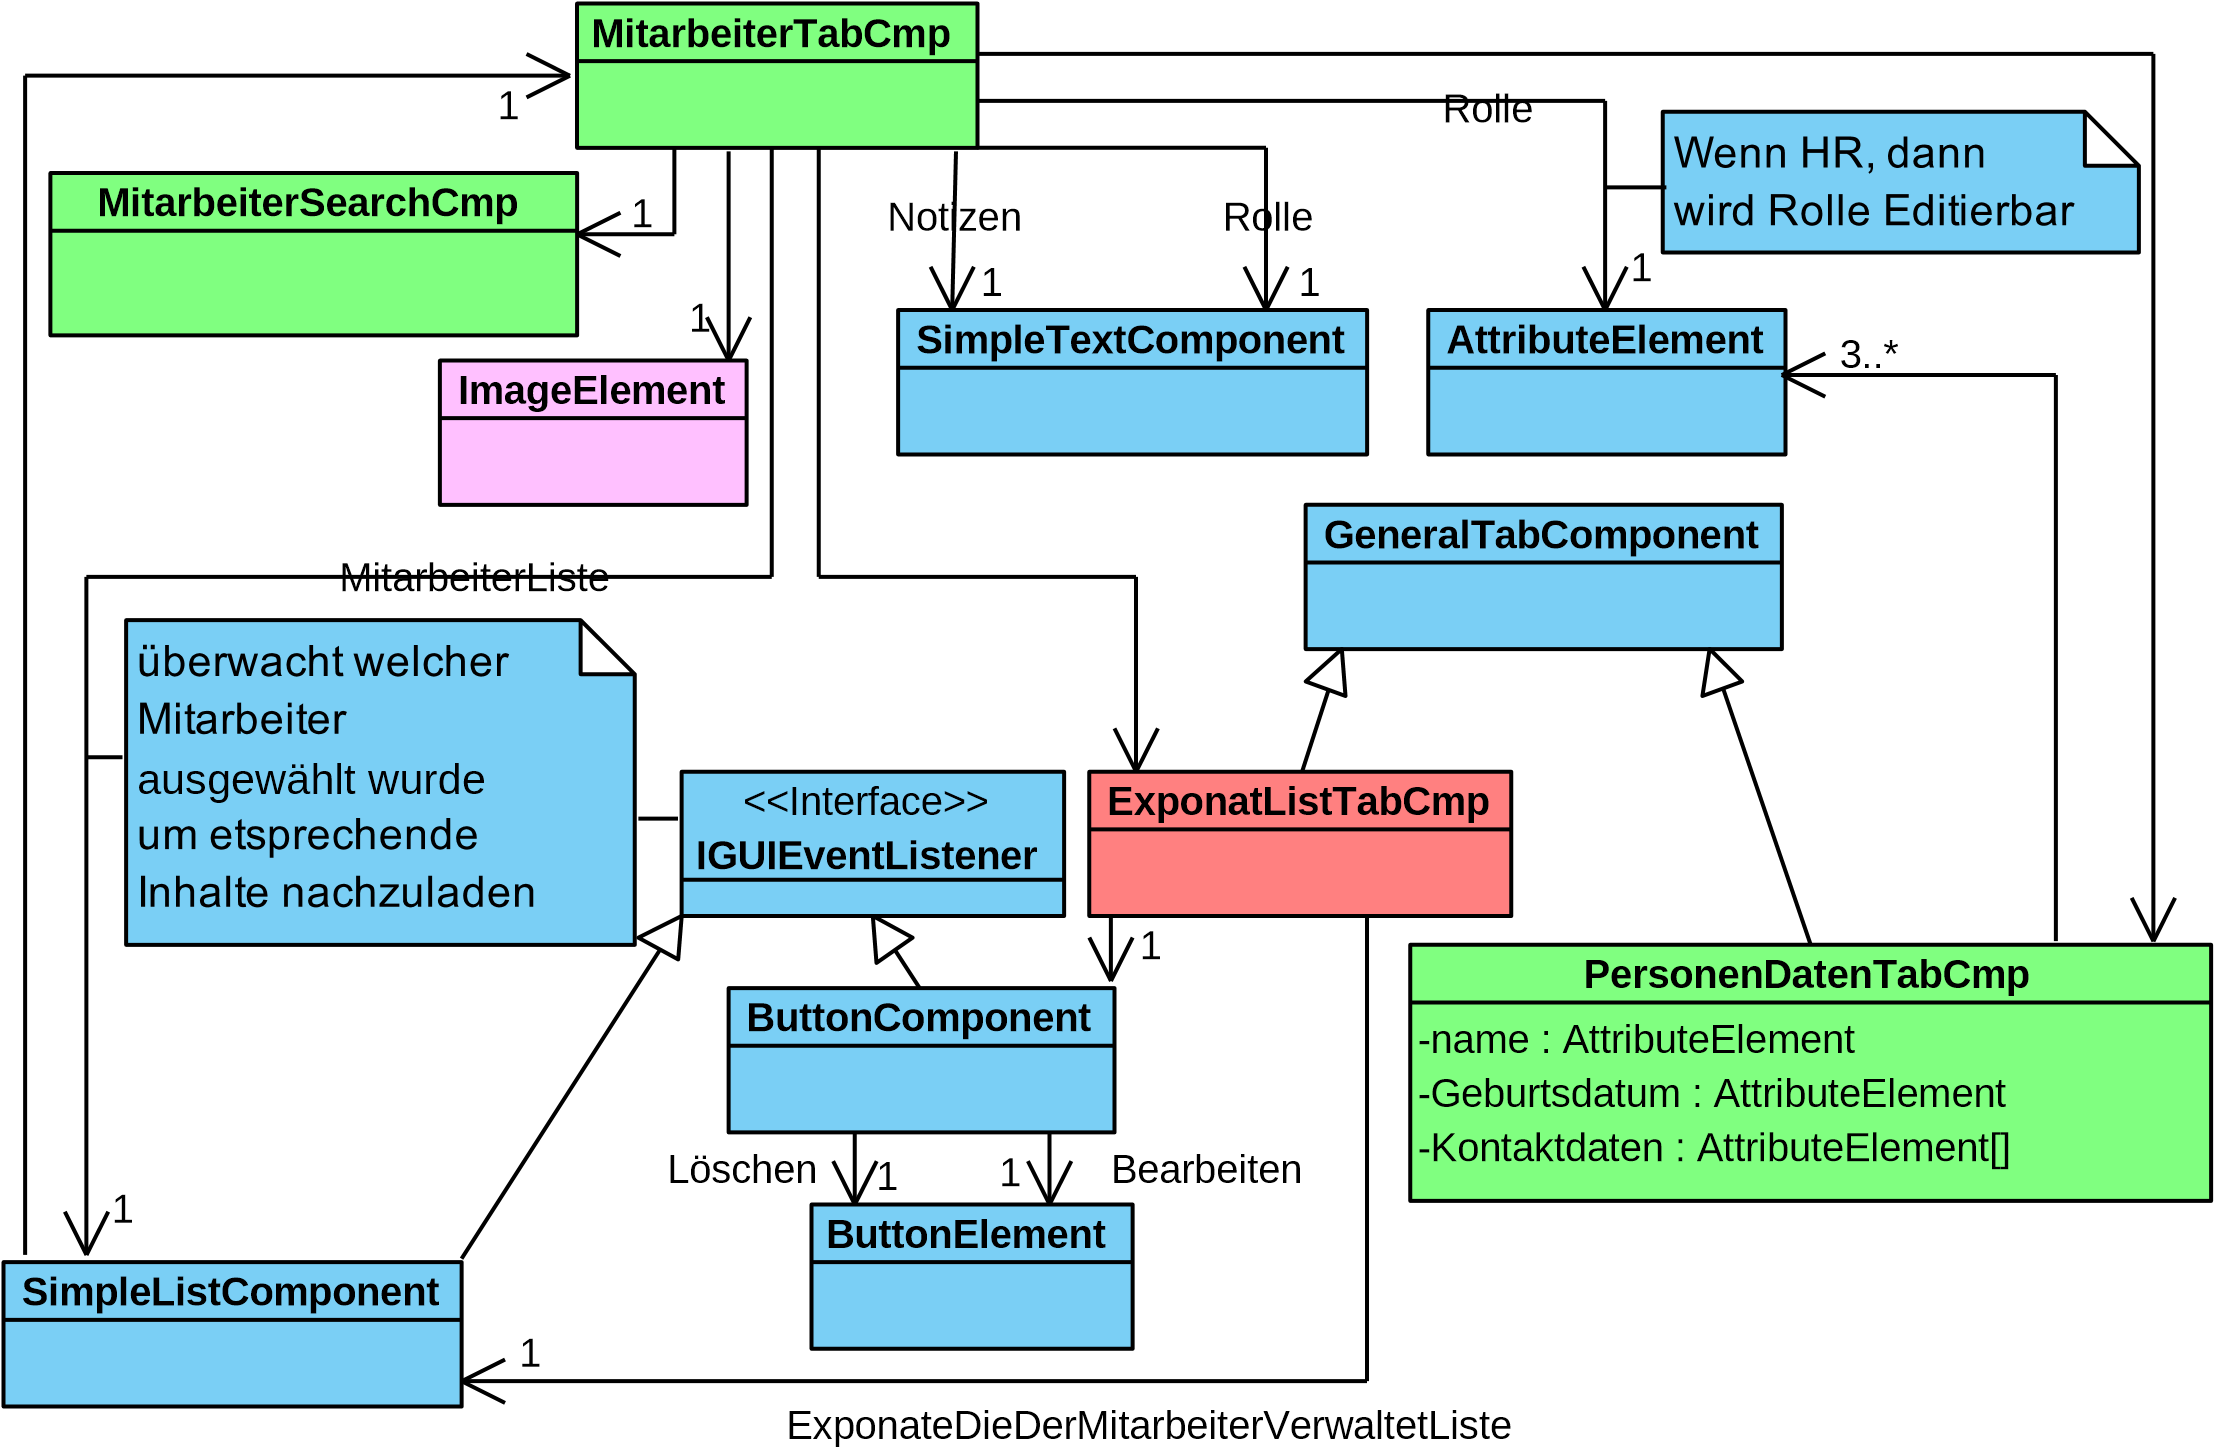 MitarbeiterTabCmp
1
Rolle
Wenn HR, dann
wird Rolle Editierbar
MitarbeiterSearchCmp
1
Notizen
Rolle
1
1
1
1
SimpleTextComponent
AttributeElement
3..*
ImageElement
GeneralTabComponent
MitarbeiterListe
überwacht welcher
Mitarbeiter
ausgewählt wurde
um etsprechende
Inhalte nachzuladen
<<Interface>>
IGUIEventListener
ExponatListTabCmp
1
PersonenDatenTabCmp
-name : AttributeElement
-Geburtsdatum : AttributeElement
-Kontaktdaten : AttributeElement[]
ButtonComponent
Löschen
1
1
Bearbeiten
1
ButtonElement
SimpleListComponent
1
ExponateDieDerMitarbeiterVerwaltetListe